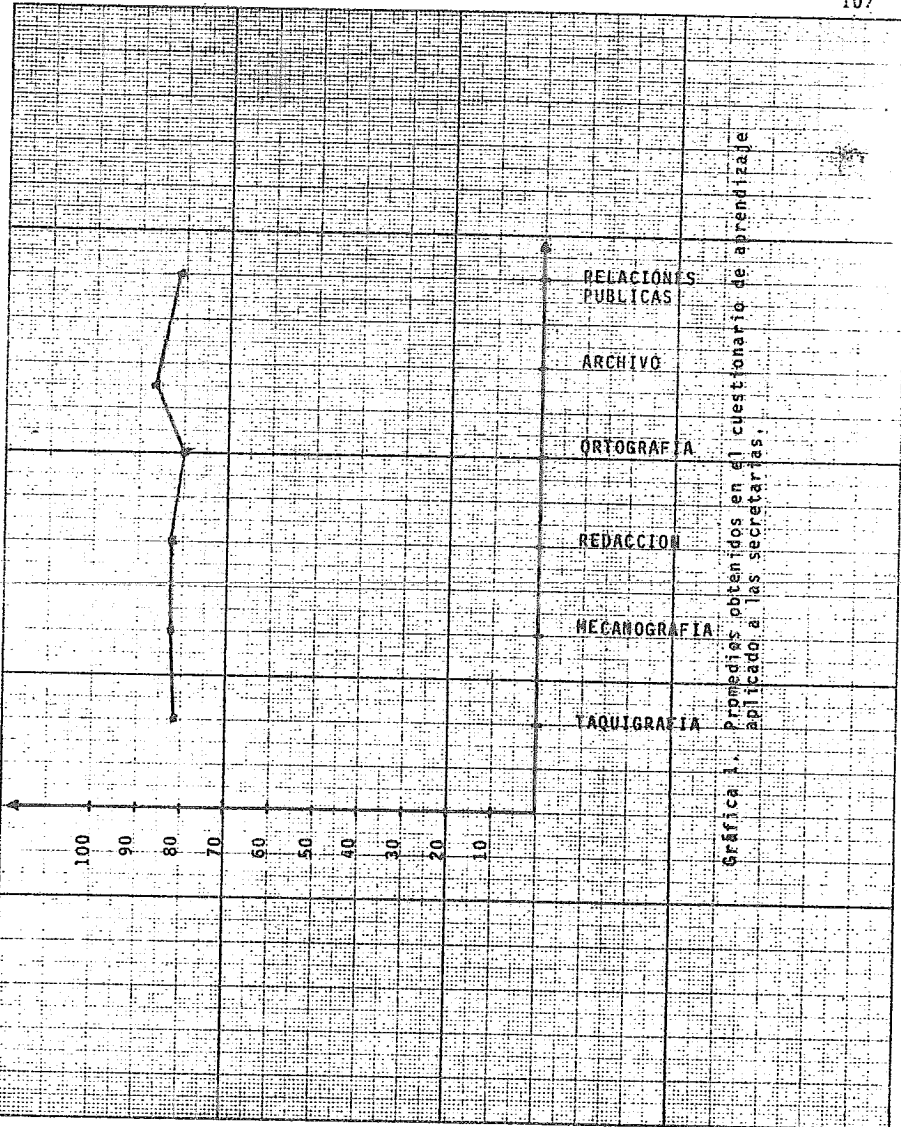 107
100
90
80
70
60
50
40
30
20
10
RELACIONES
PUBLICAS
ARCHIVO
ORTOGRAFIA
REDACCION
MECANOGRAFIA
TAQUIGRAFIA
Gráfica 1. Promedios obtenidos en el cuestionario de aprendizaje
aplicado a las secretarias.